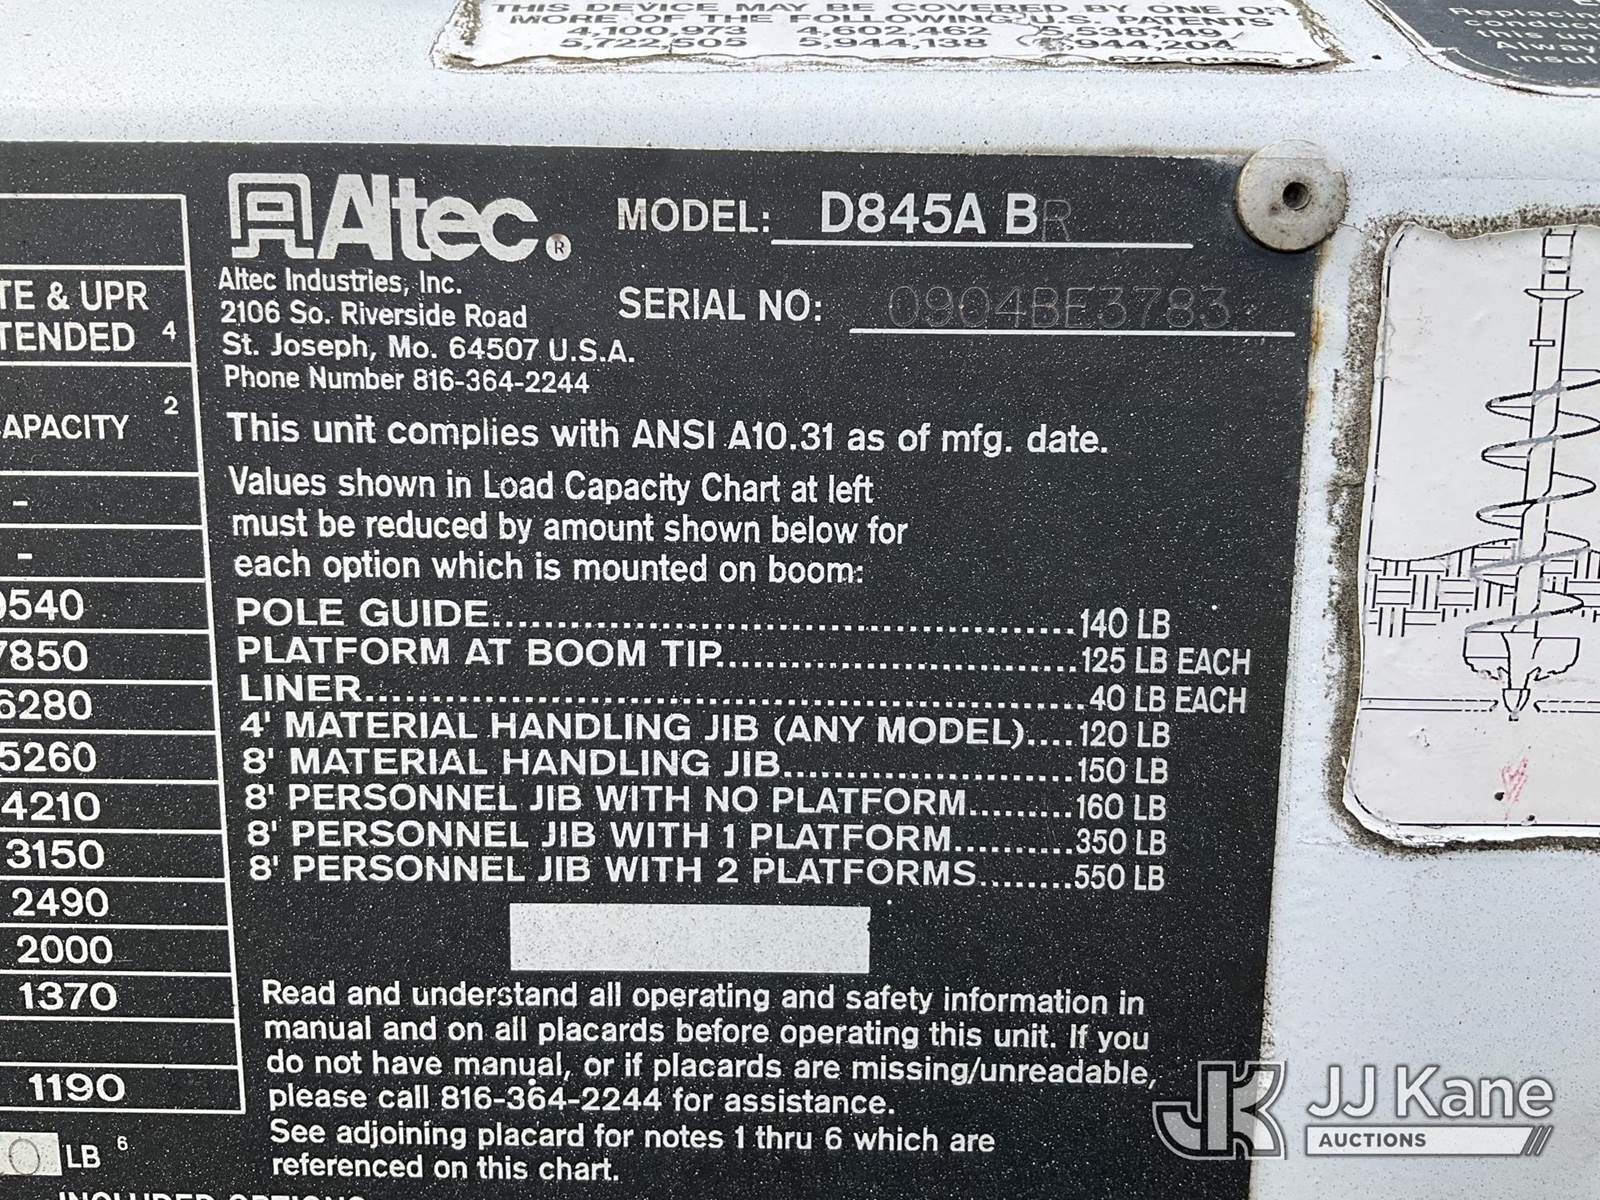 THIS DEVICE MAY BE COVERED BY ONE OR
MORE OF THE FOLLOWING U.S. PATENTS
4,100,973 4,602,462 5,538,149
5,722,505 5,944,138 5,944,204
Replacin
conduct
this un
Alway
insul
Altec®
MODEL: D845A BR
SERIAL NO: 0904BE3783
Altec Industries, Inc.
2106 So. Riverside Road
St. Joseph, Mo. 64507 U.S.A.
Phone Number 816-364-2244
This unit complies with ANSI A10.31 as of mfg. date.
Values shown in Load Capacity Chart at left
must be reduced by amount shown below for
each option which is mounted on boom:
POLE GUIDE 140 LB
PLATFORM AT BOOM TIP 125 LB EACH
LINER 40 LB EACH
4' MATERIAL HANDLING JIB (ANY MODEL) 120 LB
8' MATERIAL HANDLING JIB 150 LB
8' PERSONNEL JIB WITH NO PLATFORM 160 LB
8' PERSONNEL JIB WITH 1 PLATFORM 350 LB
8' PERSONNEL JIB WITH 2 PLATFORMS 550 LB
Read and understand all operating and safety information in
manual and on all placards before operating this unit. If you
do not have manual, or if placards are missing/unreadable,
please call 816-364-2244 for assistance.
See adjoining placard for notes 1 thru 6 which are
referenced on this chart.
TE & UPR
TENDED 4
APACITY 2
-
-
0540
7850
6280
5260
4210
3150
2490
2000
1370
1190
0 LB 6
INCLUDED OPTIONS
JK JJ Kane
AUCTIONS